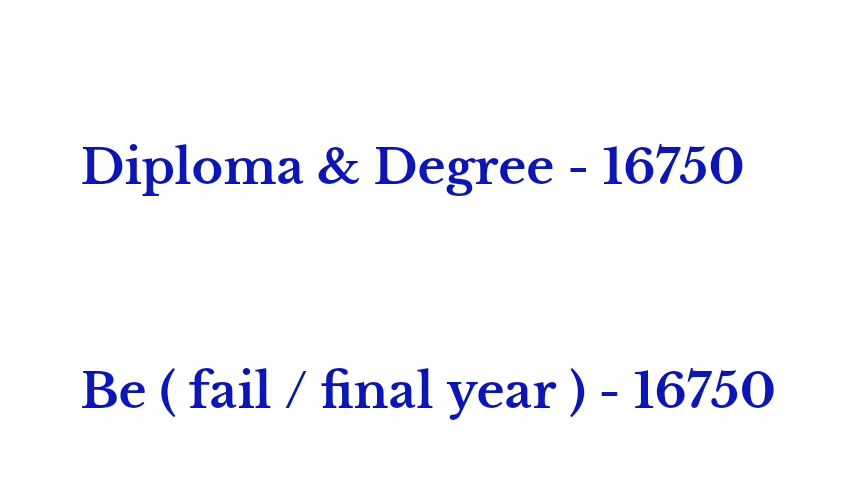 Diploma & Degree - 16750
Be ( fail / final year ) - 16750